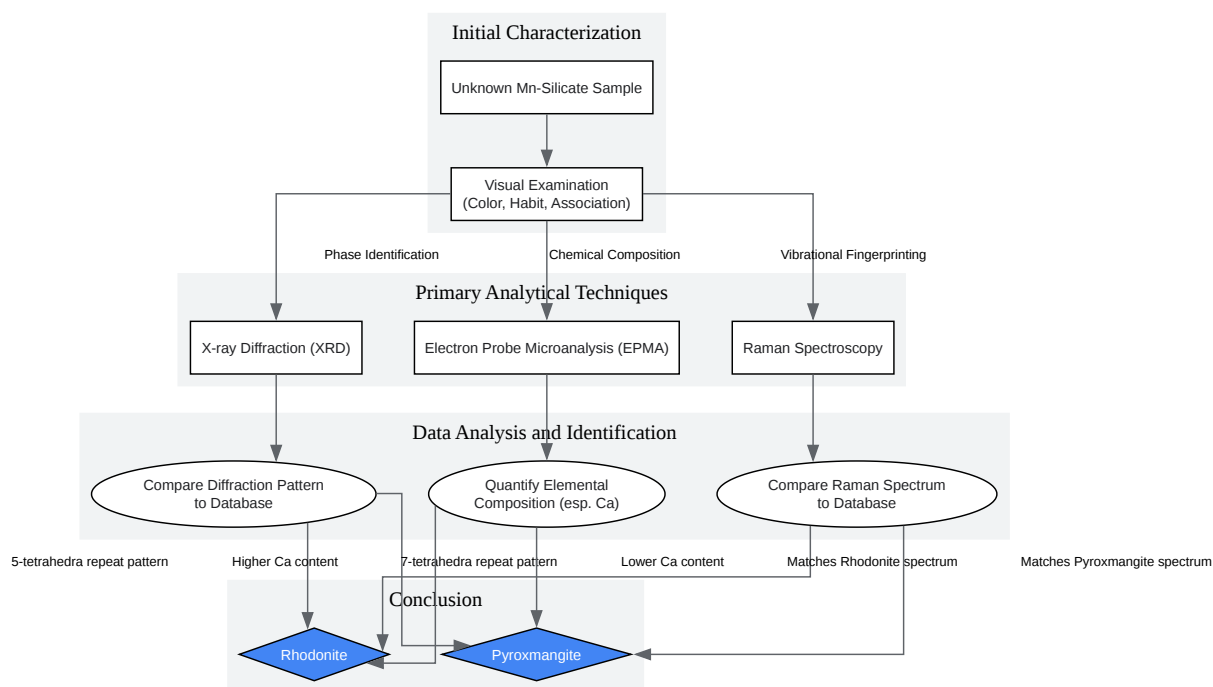 Initial Characterization
Unknown Mn-Silicate Sample
Visual Examination
(Color, Habit, Association)
Phase Identification
Chemical Composition
Vibrational Fingerprinting
Primary Analytical Techniques
X-ray Diffraction (XRD)
Electron Probe Microanalysis (EPMA)
Raman Spectroscopy
Data Analysis and Identification
Compare Diffraction Pattern
to Database
Quantify Elemental
Composition (esp. Ca)
Compare Raman Spectrum
to Database
5-tetrahedra repeat pattern
Higher Ca content
7-tetrahedra repeat pattern
Lower Ca content
Matches Rhodonite spectrum
Matches Pyroxmangite spectrum
Conclusion
Rhodonite
Pyroxmangite